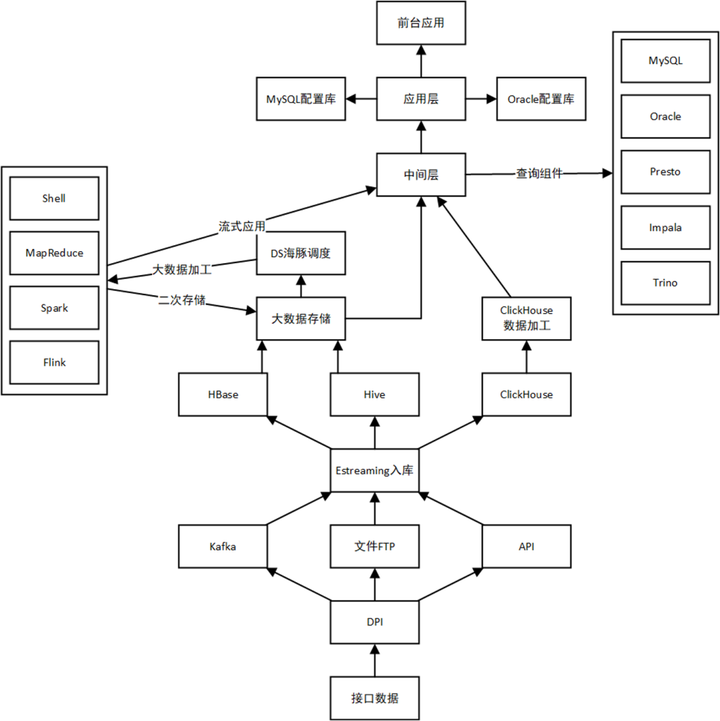 前台应用
MySQL配置库
应用层
Oracle配置库
中间层
查询组件
MySQL
Oracle
Presto
Impala
Trino
Shell
MapReduce
Spark
Flink
流式应用
大数据加工
二次存储
DS海豚调度
大数据存储
ClickHouse
数据加工
HBase
Hive
ClickHouse
Estreaming入库
Kafka
文件FTP
API
DPI
接口数据